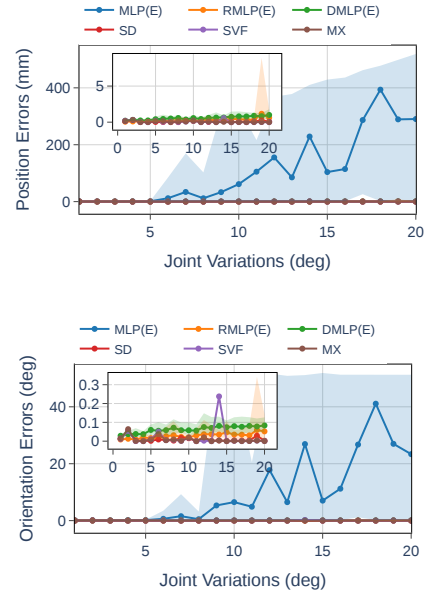 MLP(E) RMLP(E) DMLP(E)
SD SVF MX
Position Errors (mm)
400
200
0
5
0
0 5 10 15 20
5 10 15 20
Joint Variations (deg)
MLP(E) RMLP(E) DMLP(E)
SD SVF MX
Orientation Errors (deg)
40
20
0
0.3
0.2
0.1
0
0 5 10 15 20
5 10 15 20
Joint Variations (deg)